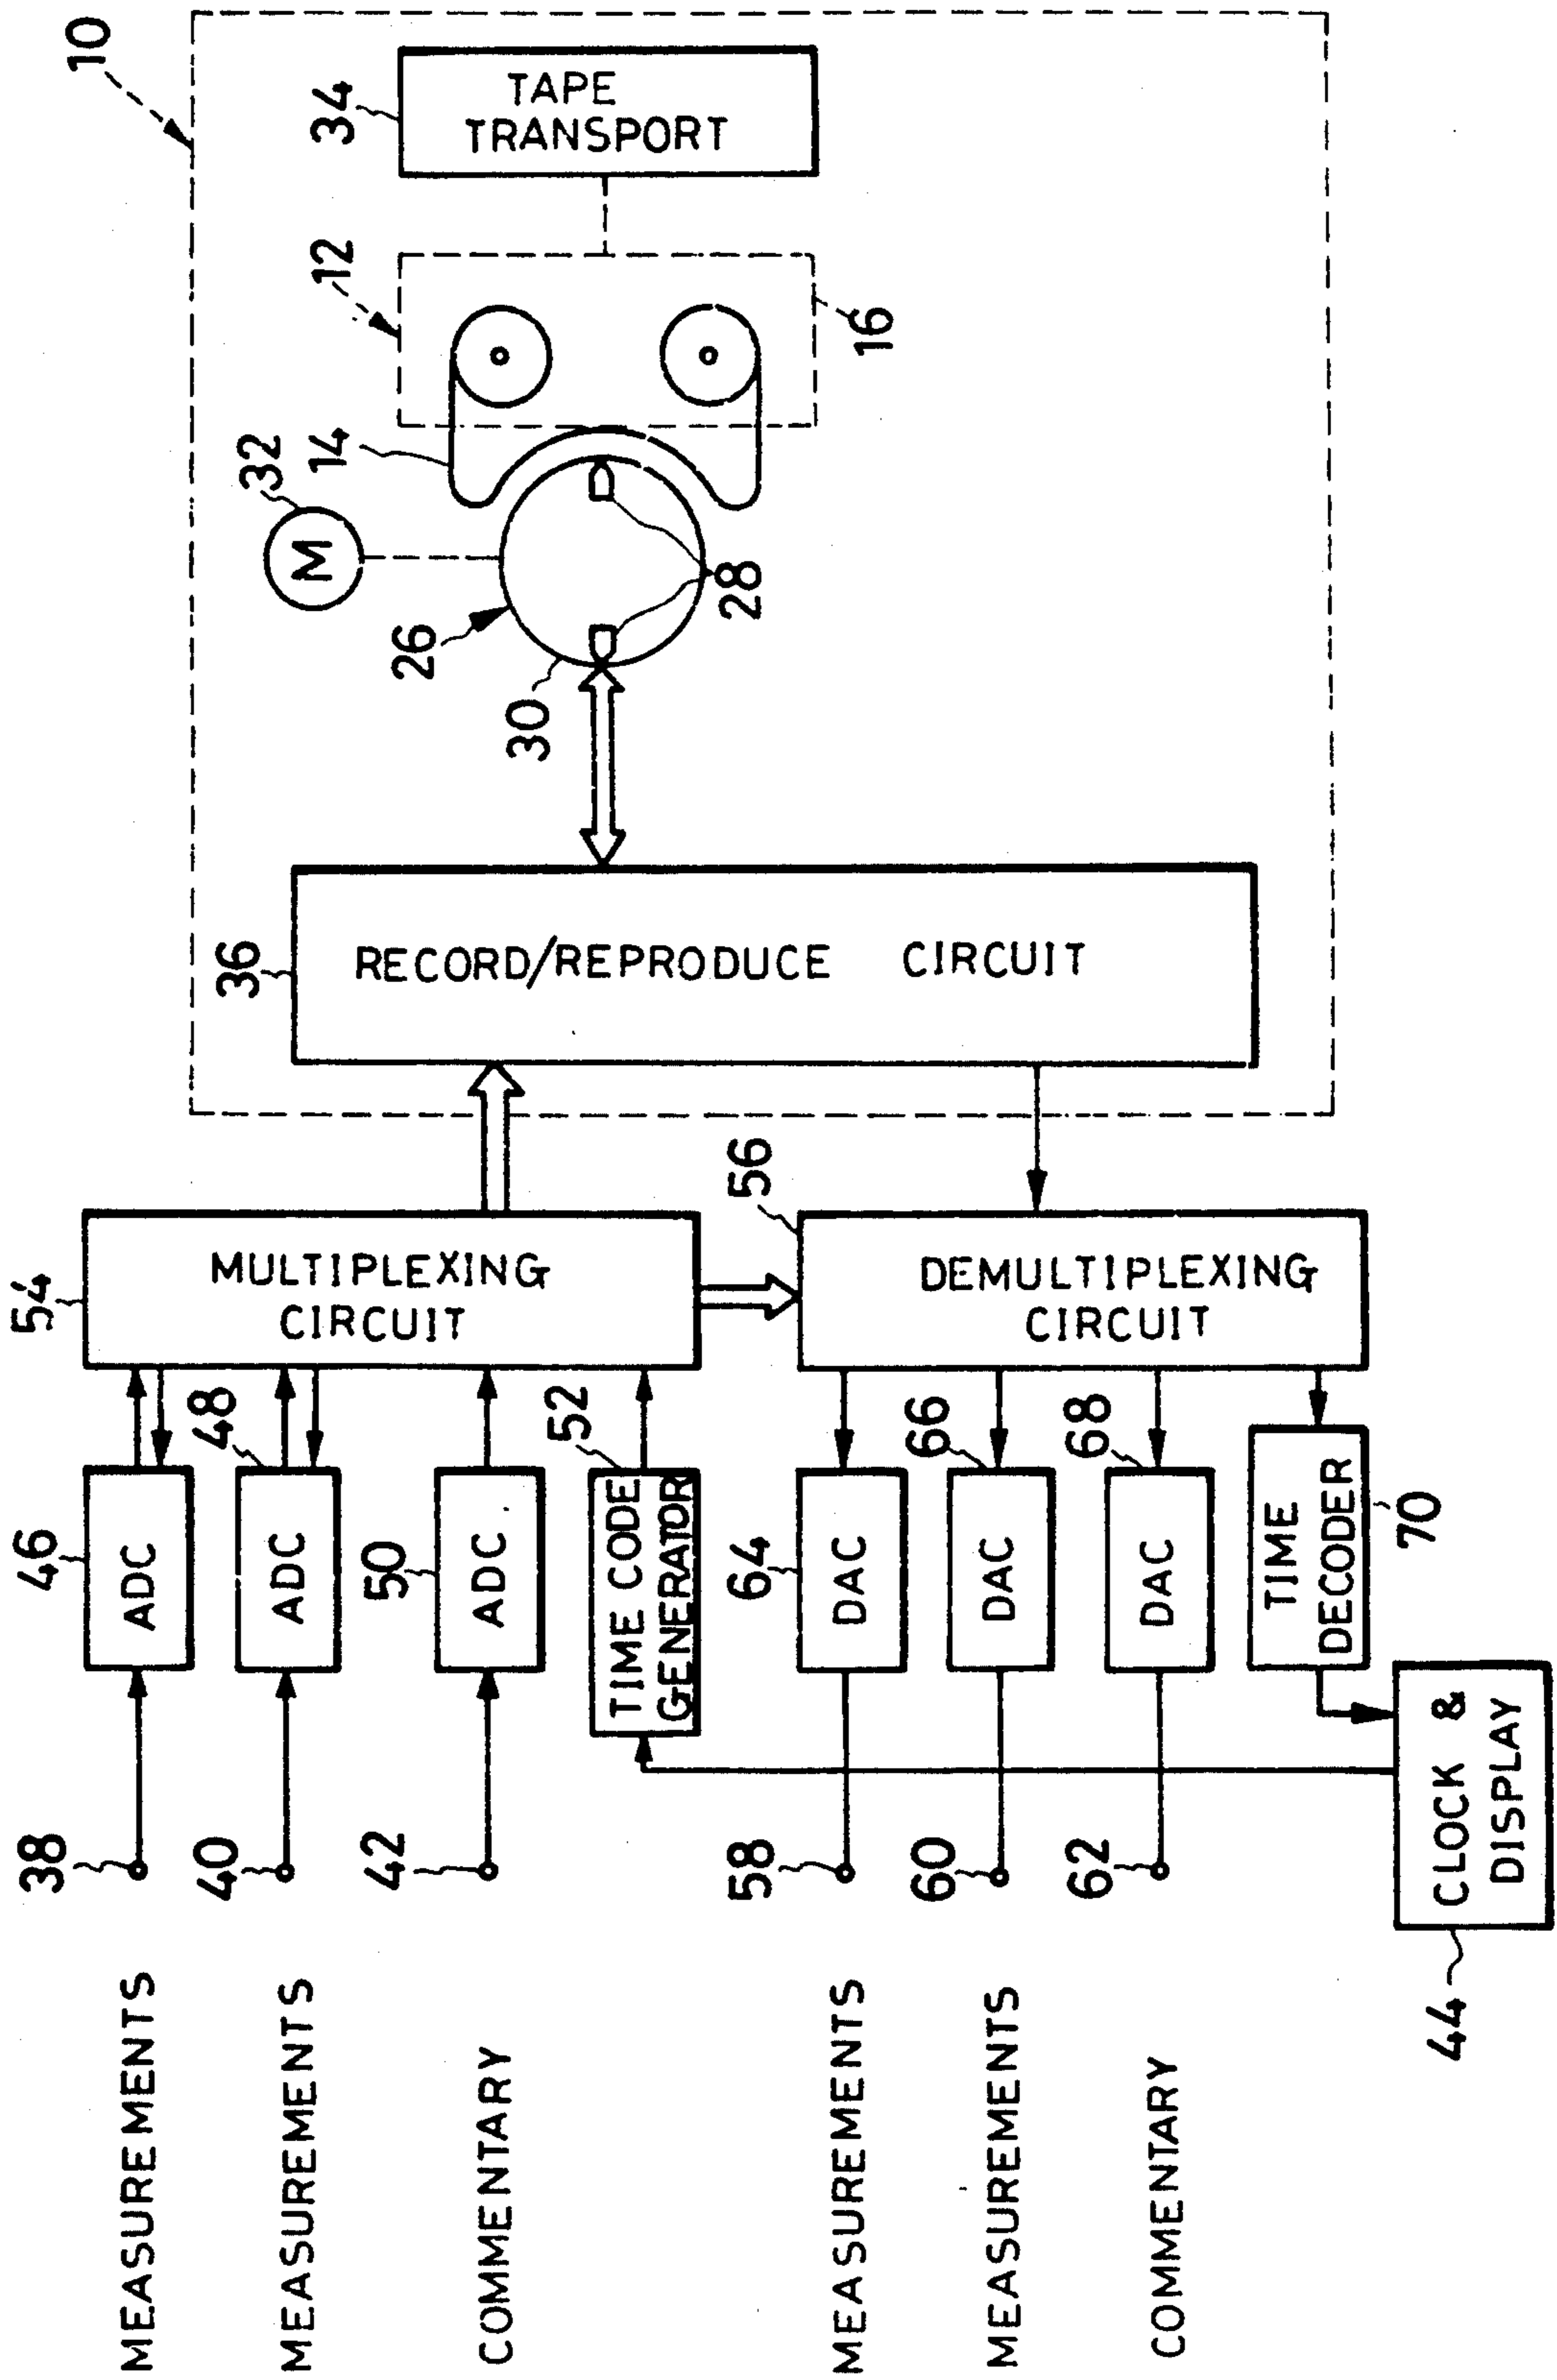 10
34
TAPE
TRANSPORT
12
16
32
14
M
26
28
30
36
RECORD/REPRODUCE CIRCUIT
54
MULTIPLEXING
CIRCUIT
56
DEMULTIPLEXING
CIRCUIT
46
ADC
48
ADC
50
ADC
52
TIME CODE
GENERATOR
64
DAC
66
DAC
68
DAC
TIME
DECODER
70
38
40
42
58
60
62
CLOCK &
DISPLAY
44
MEASUREMENTS
MEASUREMENTS
COMMENTARY
MEASUREMENTS
MEASUREMENTS
COMMENTARY